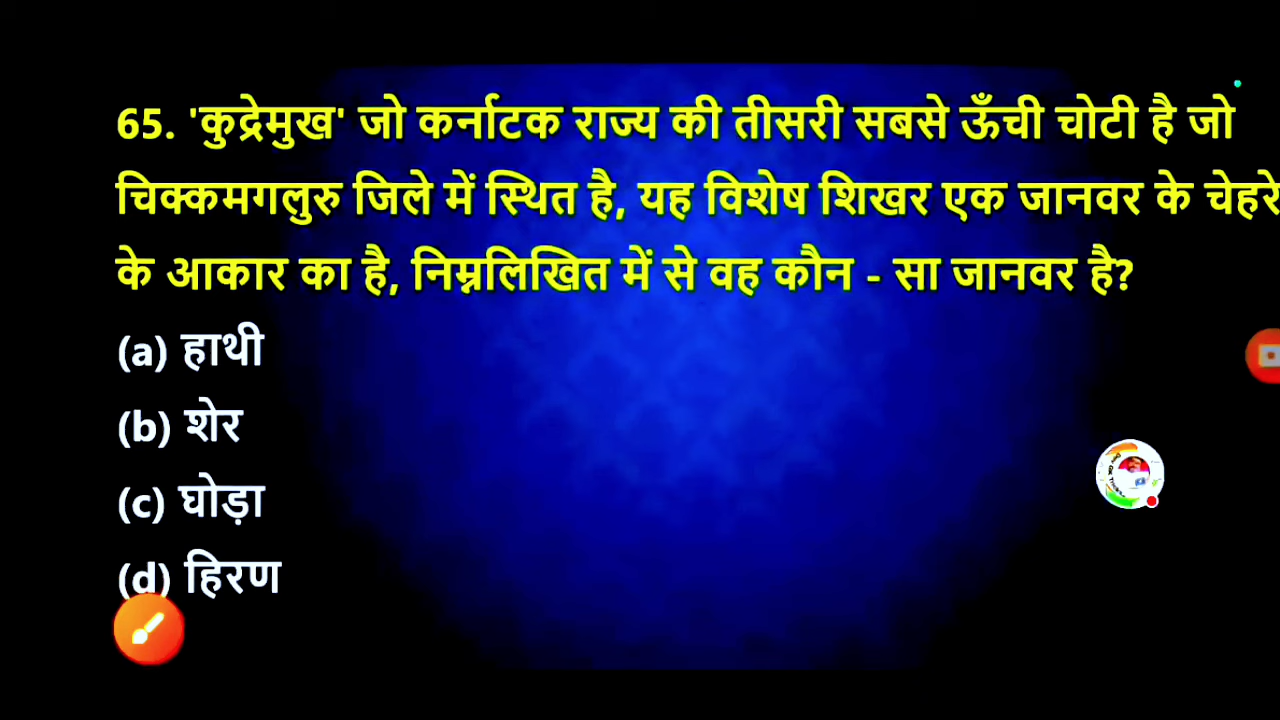 65. 'कुद्रेमुख' जो कर्नाटक राज्य की तीसरी सबसे ऊँची चोटी है जो
चिक्कमगलुरु जिले में स्थित है, यह विशेष शिखर एक जानवर के चेहरे
के आकार का है, निम्नलिखित में से वह कौन - सा जानवर है?
(a) हाथी
(b) शेर
(c) घोड़ा
(d) हिरण